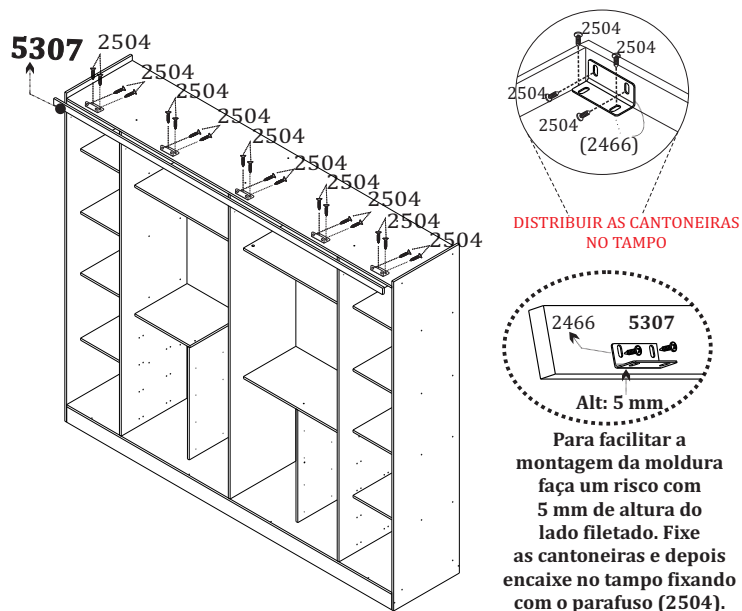 5307
2504
2504
2504
2504
2504
2504
2504
2504
2504
2504
2504
2504
2504
2504
(2466)
DISTRIBUIR AS CANTONEIRAS
NO TAMPO
2466
5307
Alt: 5 mm
Para facilitar a
montagem da moldura
faça um risco com
5 mm de altura do
lado filetado. Fixe
as cantoneiras e depois
encaixe no tampo fixando
com o parafuso (2504).